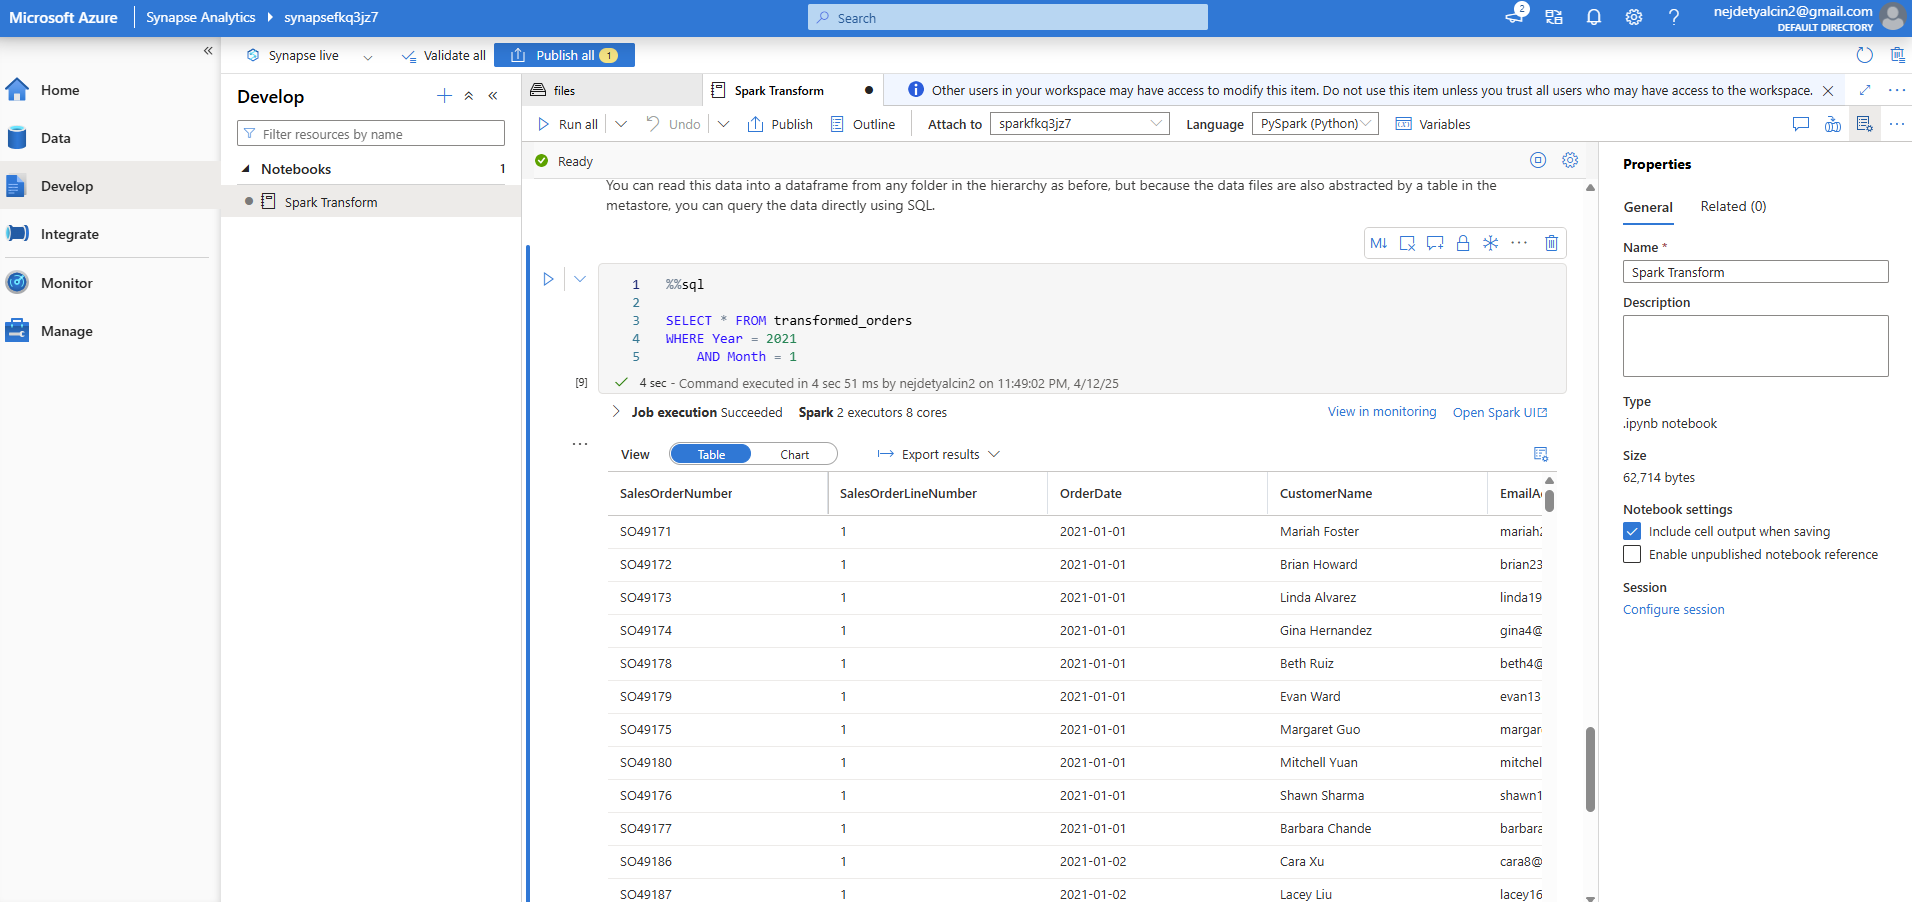 Microsoft Azure
Synapse Analytics
synapsefkq3jz7
Search
2
nejdetyalcin2@gmail.com
DEFAULT DIRECTORY
Home
Data
Develop
Integrate
Monitor
Manage
Synapse live
Validate all
Publish all 1
Develop
Filter resources by name
Notebooks 1
Spark Transform
files
Spark Transform
Other users in your workspace may have access to modify this item. Do not use this item unless you trust all users who may have access to the workspace.
Run all
Undo
Publish
Outline
Attach to sparkfkq3jz7
Language PySpark (Python)
Variables
Ready
You can read this data into a dataframe from any folder in the hierarchy as before, but because the data files are also abstracted by a table in the
metastore, you can query the data directly using SQL.
M↓
1 %%sql
2
3 SELECT * FROM transformed_orders
4 WHERE Year = 2021
5 AND Month = 1
[9] 4 sec - Command executed in 4 sec 51 ms by nejdetyalcin2 on 11:49:02 PM, 4/12/25
Job execution Succeeded Spark 2 executors 8 cores
View in monitoring Open Spark UI
View Table Chart Export results
SalesOrderNumber SalesOrderLineNumber OrderDate CustomerName EmailA
SO49171 1 2021-01-01 Mariah Foster mariah2
SO49172 1 2021-01-01 Brian Howard brian23
SO49173 1 2021-01-01 Linda Alvarez linda19
SO49174 1 2021-01-01 Gina Hernandez gina4@
SO49178 1 2021-01-01 Beth Ruiz beth4@
SO49179 1 2021-01-01 Evan Ward evan13
SO49175 1 2021-01-01 Margaret Guo margar
SO49180 1 2021-01-01 Mitchell Yuan mitchel
SO49176 1 2021-01-01 Shawn Sharma shawn1
SO49177 1 2021-01-01 Barbara Chande barbara
SO49186 1 2021-01-02 Cara Xu cara8@
SO49187 1 2021-01-02 Lacey Liu lacey16
Properties
General Related (0)
Name *
Spark Transform
Description
Type
.ipynb notebook
Size
62,714 bytes
Notebook settings
Include cell output when saving
Enable unpublished notebook reference
Session
Configure session